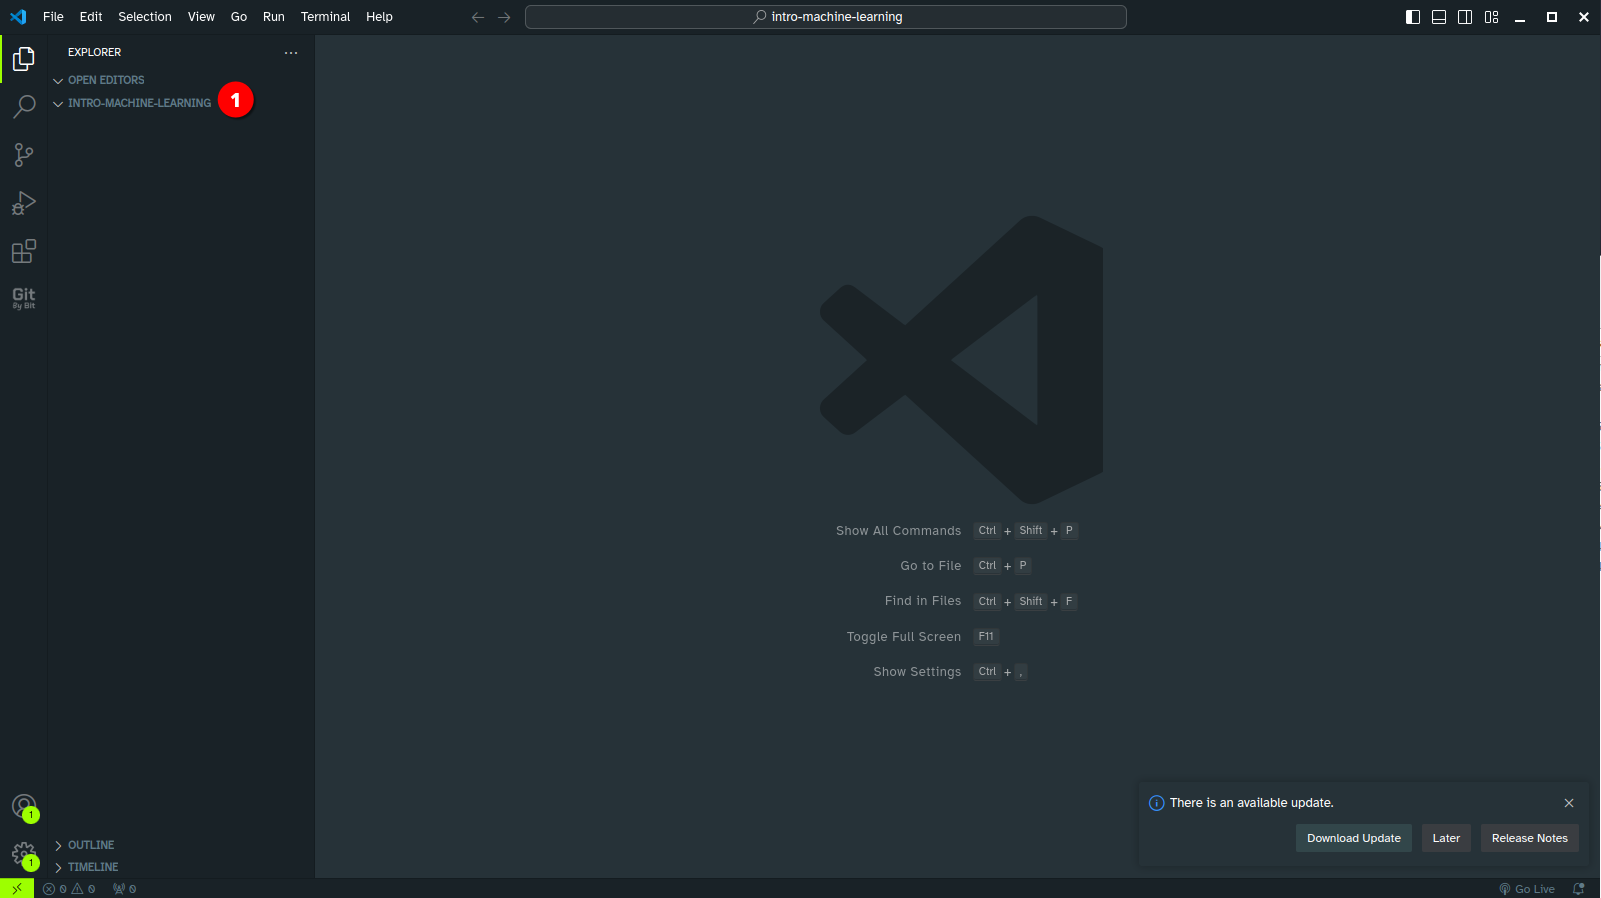 File Edit Selection View Go Run Terminal Help
intro-machine-learning
EXPLORER
OPEN EDITORS
INTRO-MACHINE-LEARNING
1
Git
By Bit
Show All Commands Ctrl + Shift + P
Go to File Ctrl + P
Find in Files Ctrl + Shift + F
Toggle Full Screen F11
Show Settings Ctrl + ,
There is an available update.
Download Update Later Release Notes
1
1
OUTLINE
TIMELINE
0 0 0 Go Live